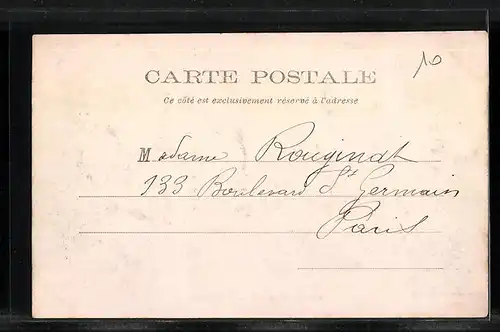 10
CARTE POSTALE
Ce côté est exclusivement réservé à l'adresse
Madame Rouginat
133 Boulevard St Germain
Paris